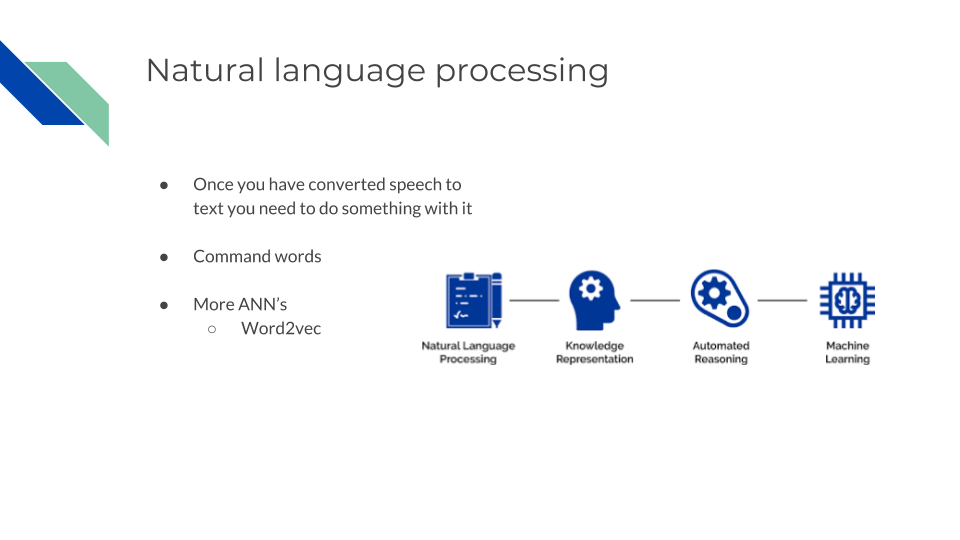 Natural language processing
● Once you have converted speech to
text you need to do something with it
● Command words
● More ANN's
○ Word2vec
Natural Language
Processing
Knowledge
Representation
Automated
Reasoning
Machine
Learning